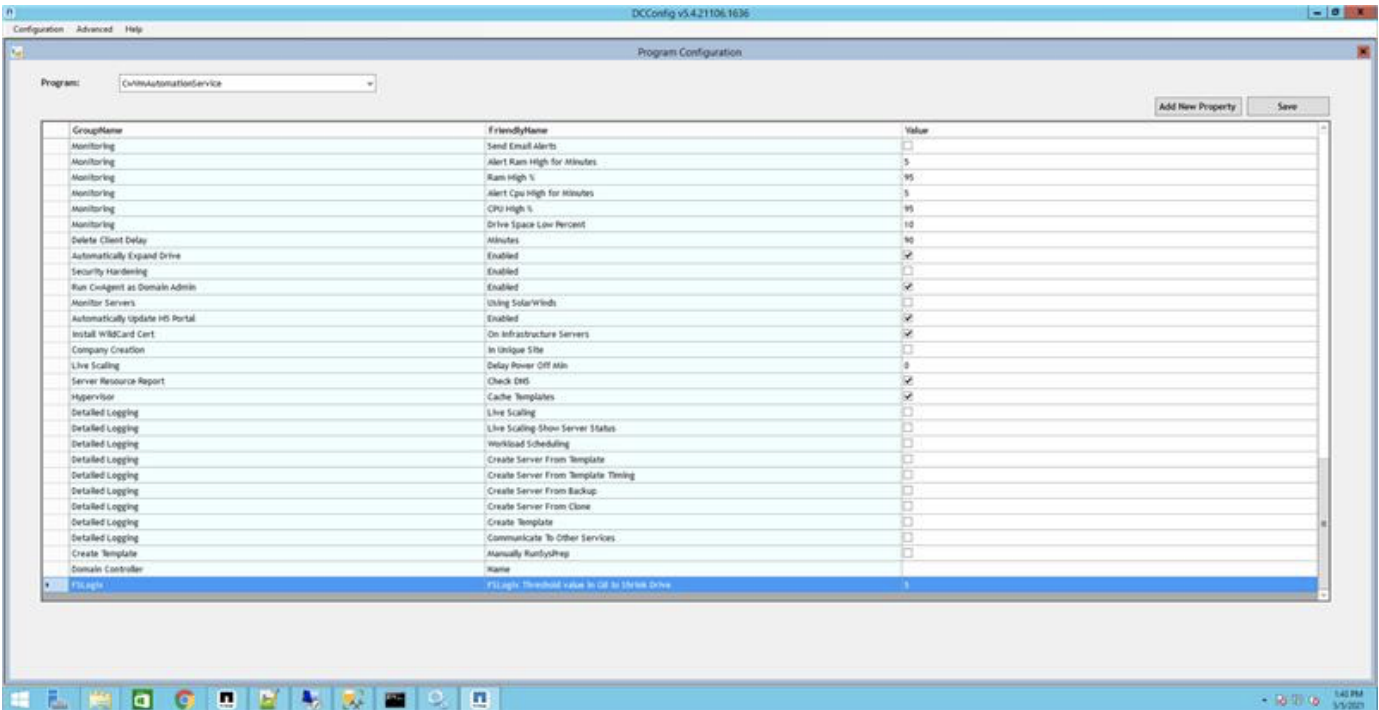 DCConfig v5.4.21106.1636
Configuration Advanced Help
Program Configuration
Program: CwVmAutomationService
Add New Property Save
GroupName FriendlyName Value
Monitoring Send Email Alerts
Monitoring Alert Ram High for Minutes 5
Monitoring Ram High % 95
Monitoring Alert Cpu High for Minutes 5
Monitoring CPU High % 95
Monitoring Drive Space Low Percent 10
Delete Client Delay Minutes 90
Automatically Expand Drive Enabled
Security Hardening Enabled
Run CwAgent as Domain Admin Enabled
Monitor Servers Using SolarWinds
Automatically Update H5 Portal Enabled
Install WildCard Cert On Infrastructure Servers
Company Creation In Unique Site
Live Scaling Delay Power Off Min 0
Server Resource Report Check DNS
Hypervisor Cache Templates
Detailed Logging Live Scaling
Detailed Logging Live Scaling-Show Server Status
Detailed Logging Workload Scheduling
Detailed Logging Create Server From Template
Detailed Logging Create Server From Template Timing
Detailed Logging Create Server From Backup
Detailed Logging Create Server From Clone
Detailed Logging Create Template
Detailed Logging Communicate To Other Services
Create Template Manually RunSysPrep
Domain Controller Name
FSLogix FSLogix Threshold value in GB to Shrink Drive 5
1:40 PM
5/5/2021